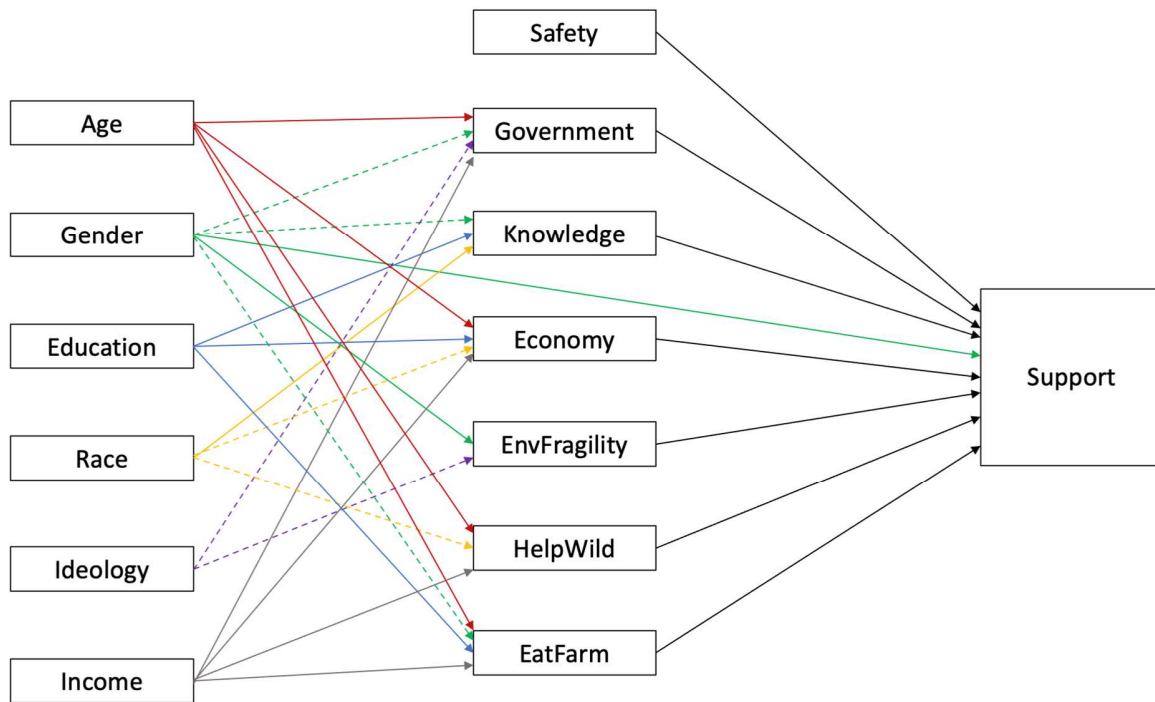 Safety
Age
Government
Gender
Knowledge
Education
Economy
Support
Race
EnvFragility
Ideology
HelpWild
Income
EatFarm